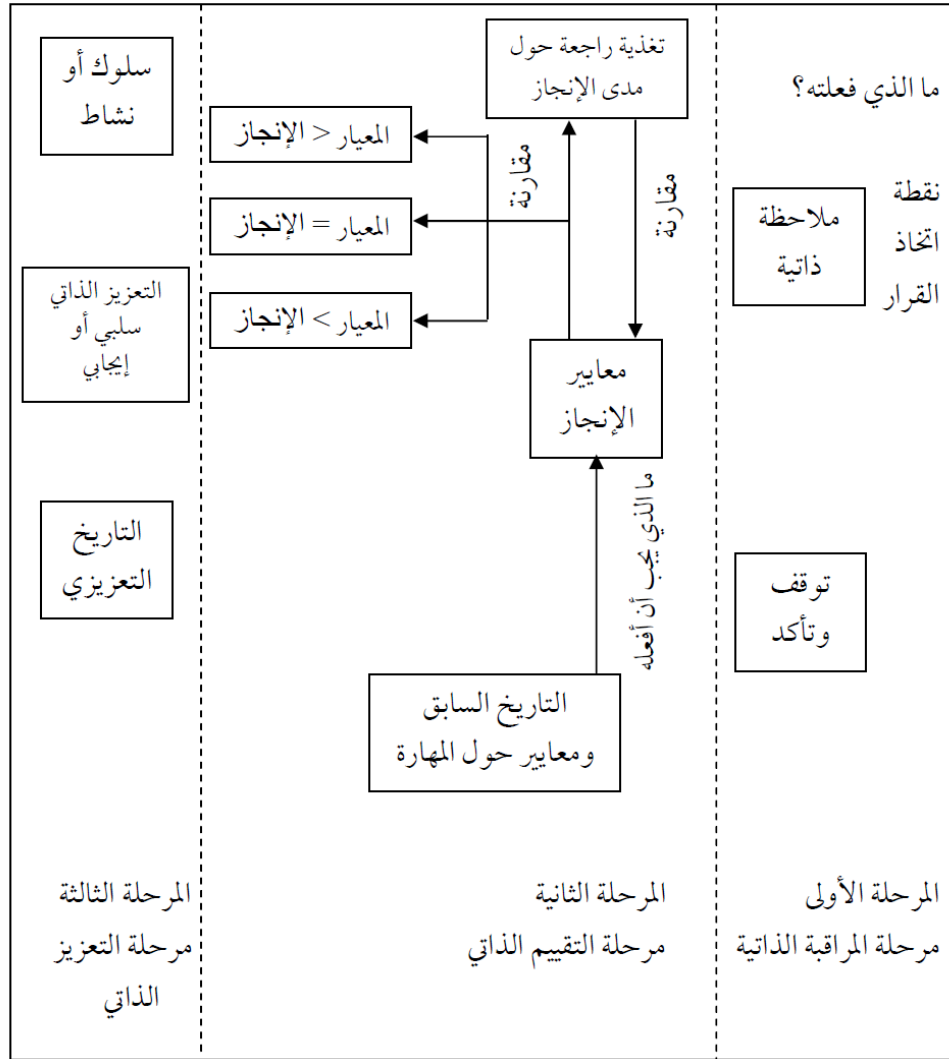 ما الذي فعلته؟
نقطة
اتخاذ
القرار
ملاحظة
ذاتية
توقف
وتأكد
المرحلة الأولى
مرحلة المراقبة الذاتية
تغذية راجعة حول
مدى الإنجاز
مقارنة
مقارنة
المعيار < الإنجاز
المعيار = الإنجاز
المعيار > الإنجاز
معايير
الإنجاز
ما الذي يجب أن أفعله
التاريخ السابق
ومعايير حول المهارة
المرحلة الثانية
مرحلة التقييم الذاتي
سلوك أو
نشاط
التعزيز الذاتي
سلبي أو
إيجابي
التاريخ
التعزيزي
المرحلة الثالثة
مرحلة التعزيز
الذاتي